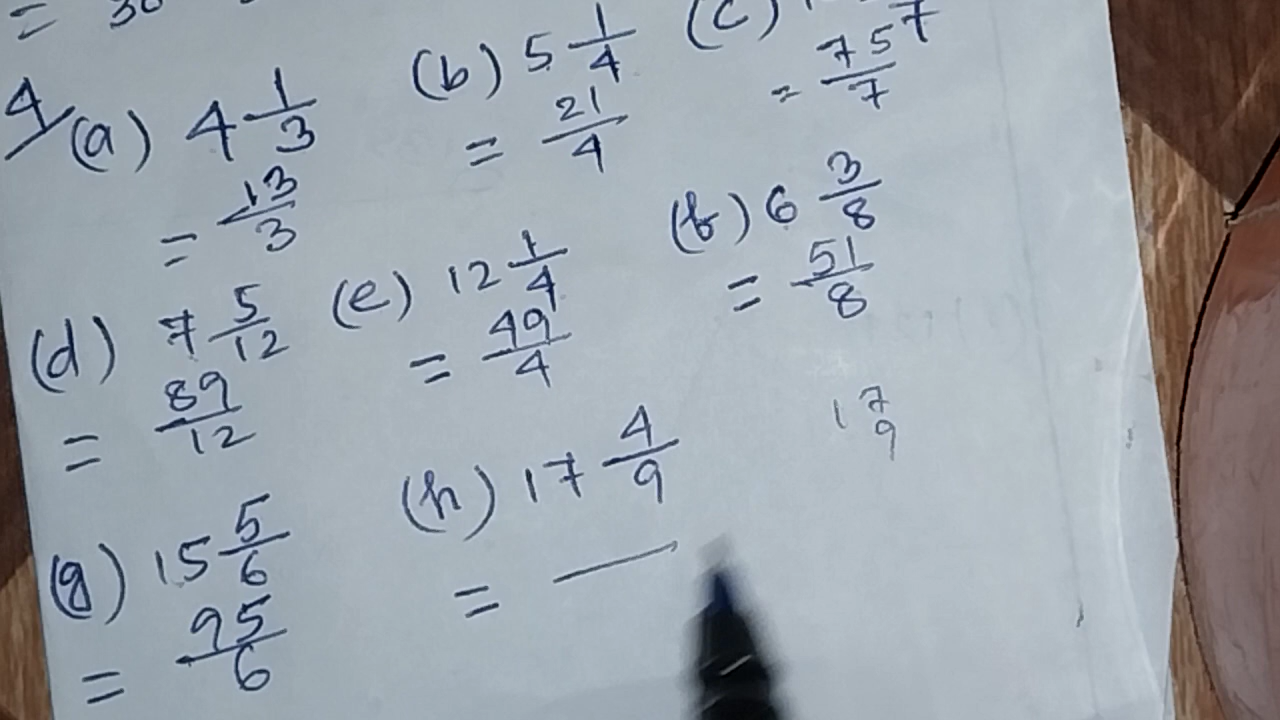 = 30
4/ (a) 4 1/3 (b) 5 1/4 (c)
= 13/3 = 21/4 = 75/7
(d) 7 5/12 (e) 12 1/4 (f) 6 3/8
= 89/12 = 49/4 = 51/8
(g) 15 5/6 (h) 17 4/9 17 9
= 95/6 =